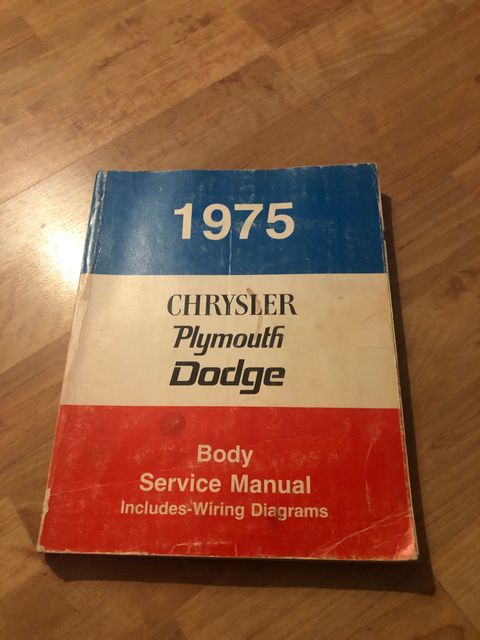 1975
CHRYSLER
Plymouth
Dodge
Body
Service Manual
Includes-Wiring Diagrams